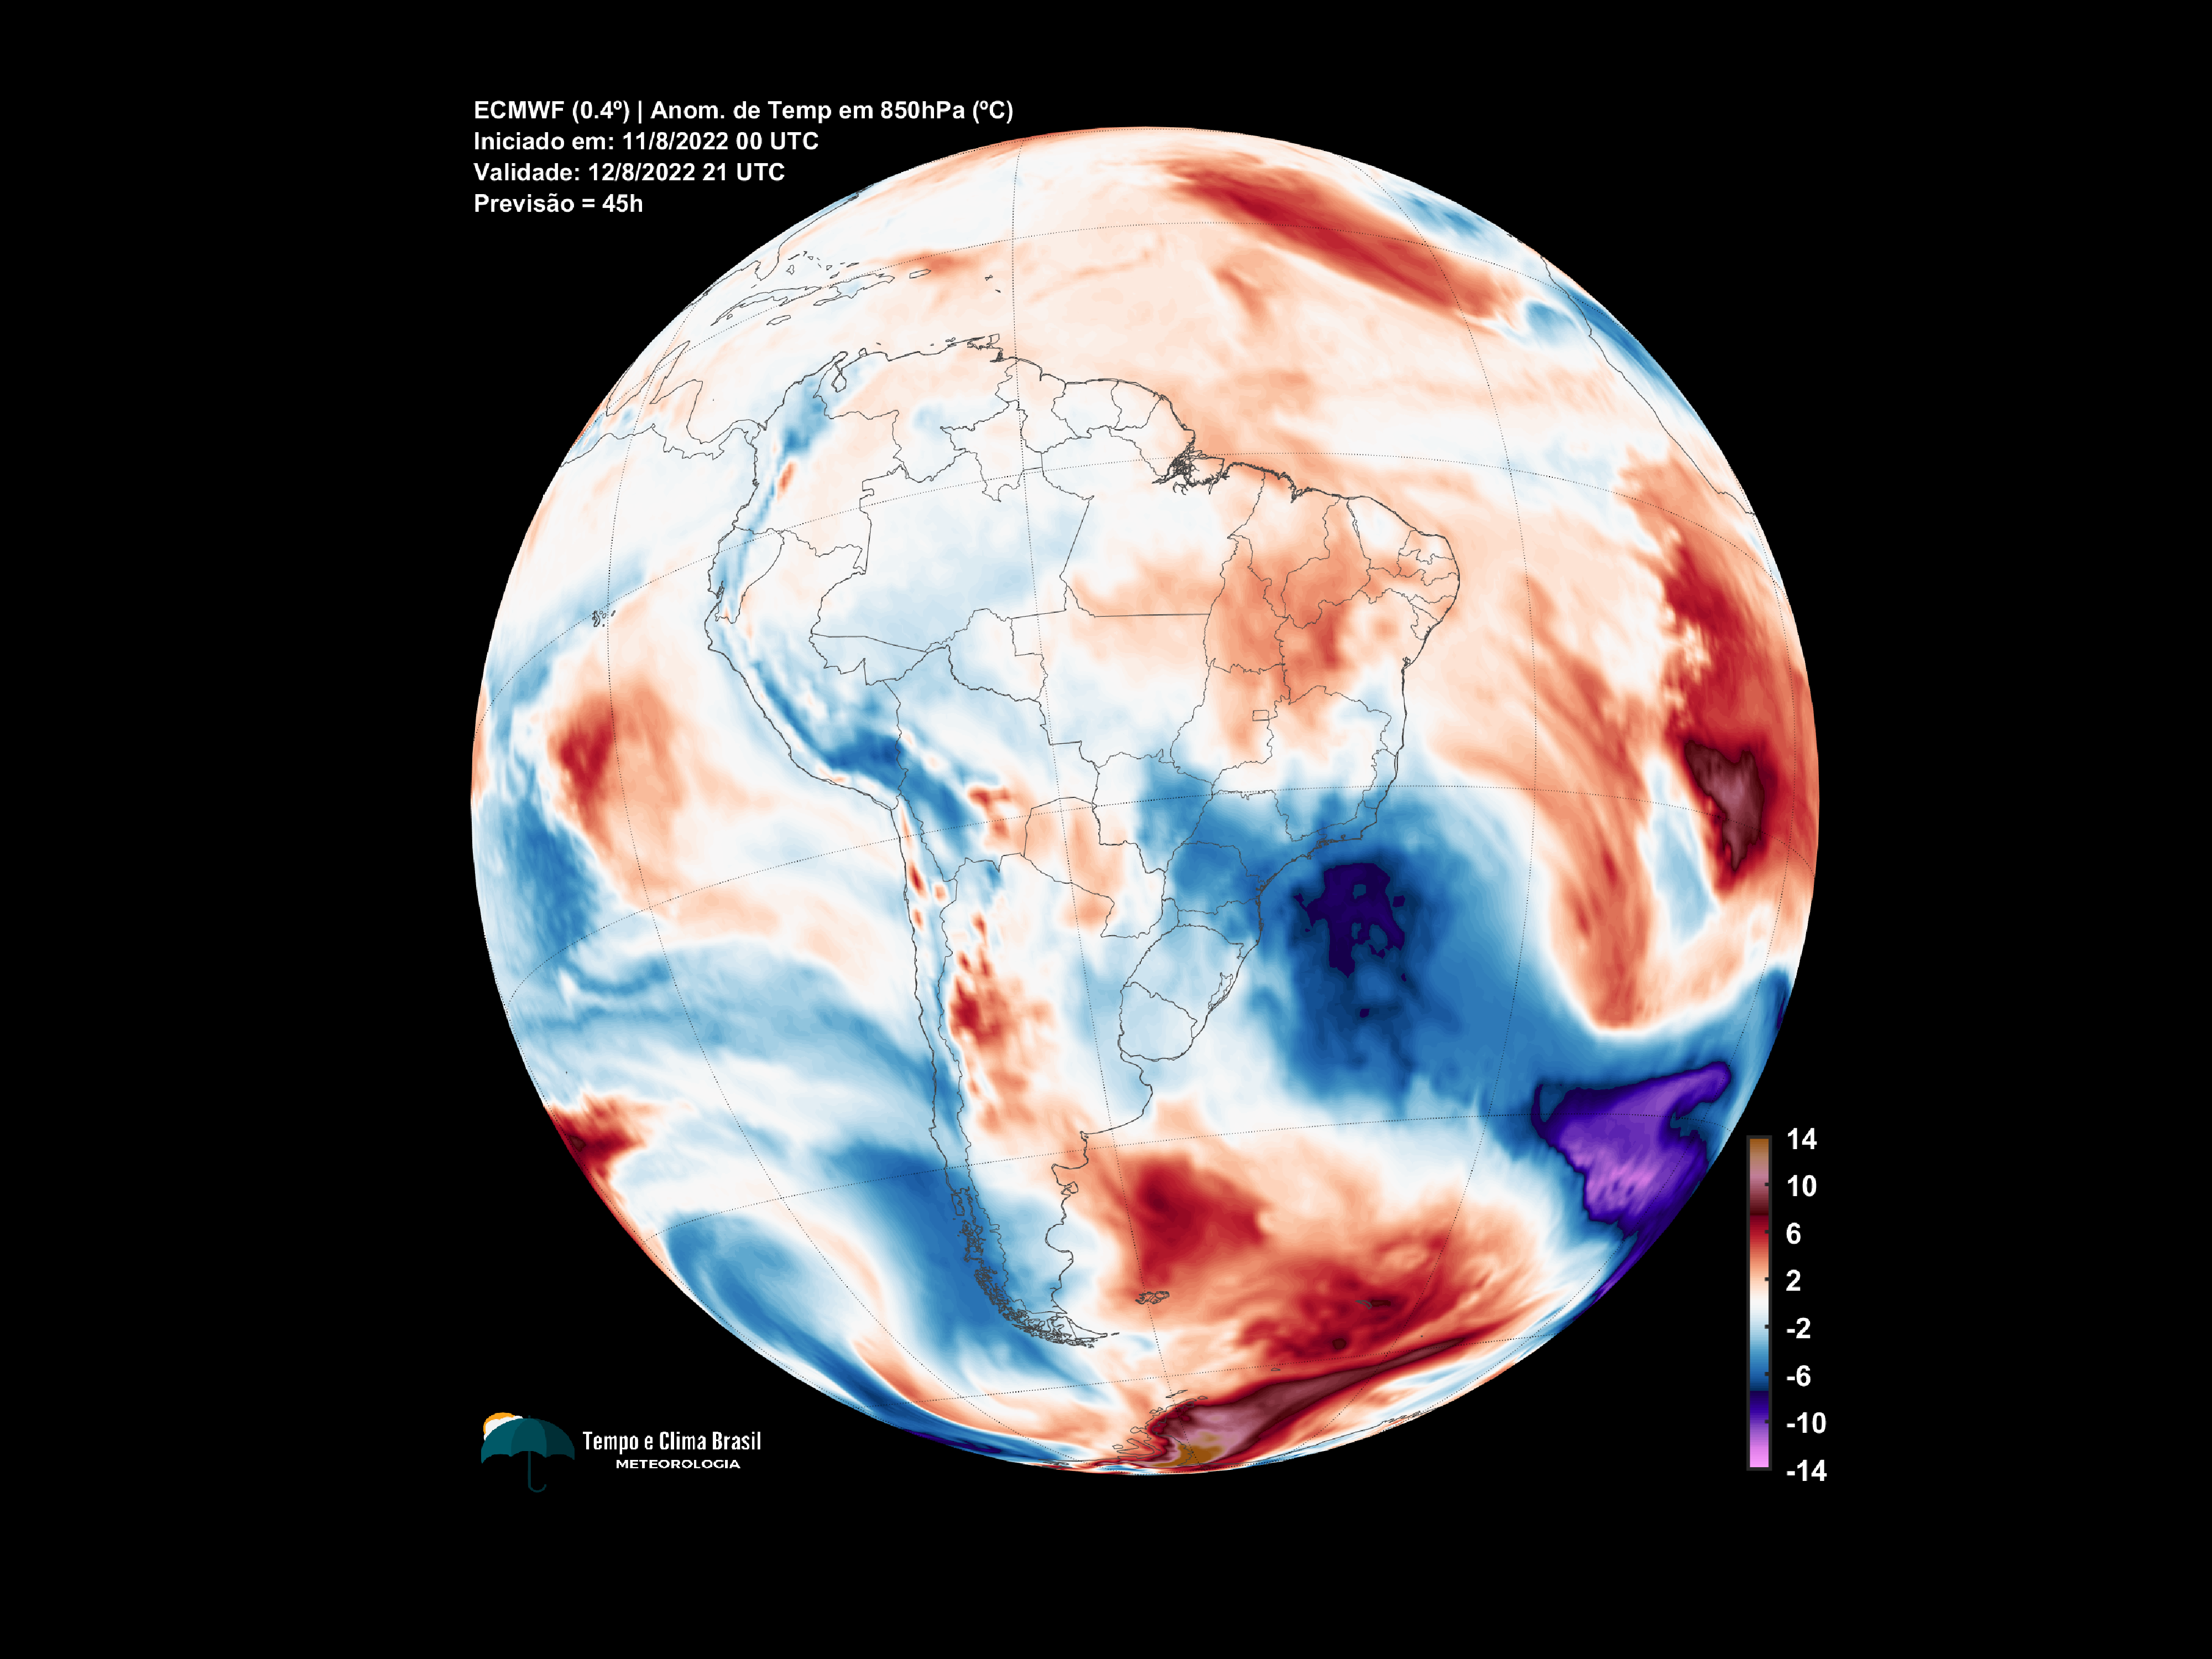 ECMWF (0.4º) | Anom. de Temp em 850hPa (ºC)
Iniciado em: 11/8/2022 00 UTC
Validade: 12/8/2022 21 UTC
Previsão = 45h
14
10
6
2
-2
-6
-10
-14
Tempo e Clima Brasil
METEOROLOGIA